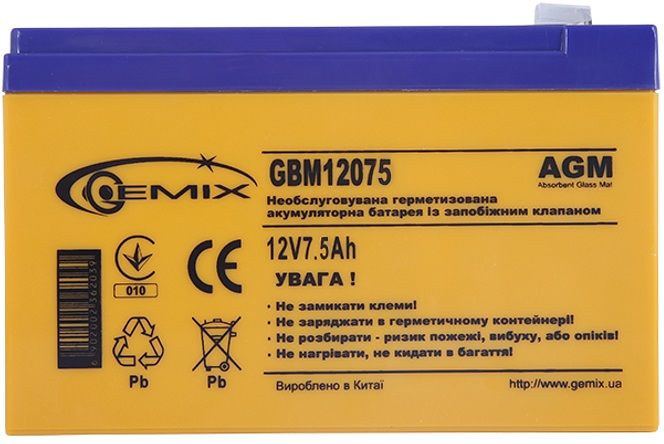 GEMIX
GBM12075
AGM
Absorbent Glass Mat
Необслуговувана герметизована
акумуляторна батарея із запобіжним клапаном
12V7.5Ah
CE
УВАГА !
010
· Не замикати клеми!
· Не заряджати в герметичному контейнері!
· Не розбирати - ризик пожежі, вибуху, або опіків!
· Не нагрівати, не кидати в багаття!
Pb
Pb
Вироблено в Китаї
http://www.gemix.ua